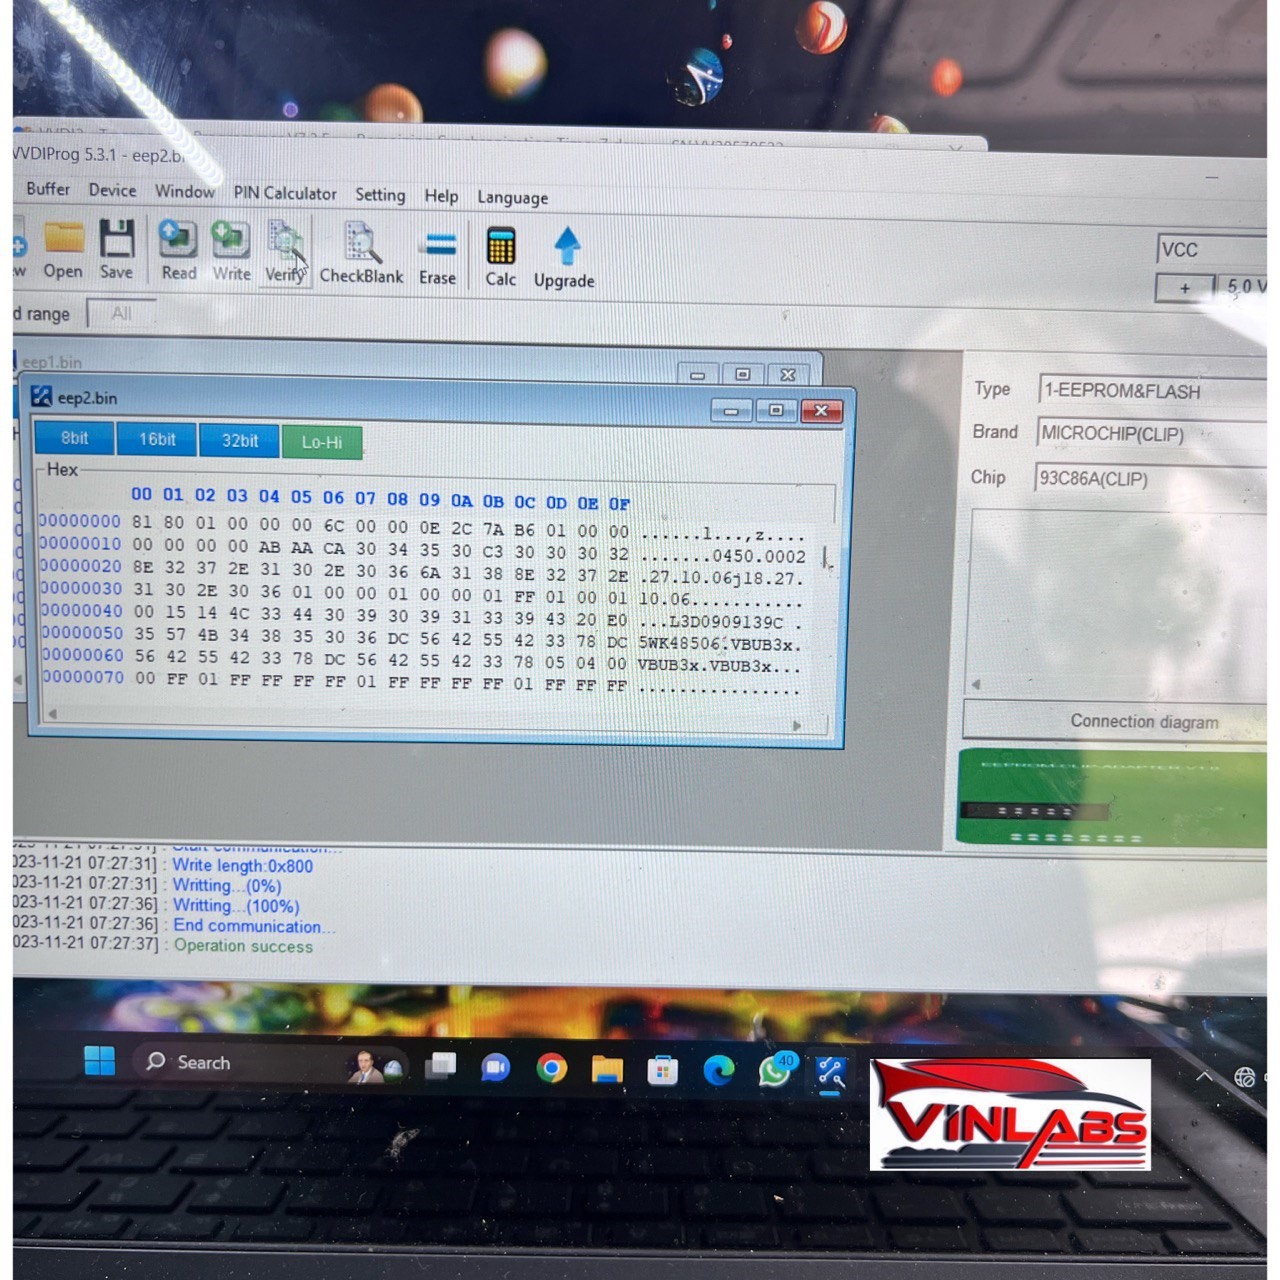 VVDIProg 5.3.1 - eep2.bi
Buffer Device Window PIN Calculator Setting Help Language
Open Save Read Write Verify CheckBlank Erase Calc Upgrade
VCC
+ 5.0 V
d range All
eep1.bin
eep2.bin
8bit 16bit 32bit Lo-Hi
Hex
00 01 02 03 04 05 06 07 08 09 0A 0B 0C 0D 0E 0F
00000000 81 80 01 00 00 00 6C 00 00 0E 2C 7A B6 01 00 00 ......l...,z....
00000010 00 00 00 00 AB AA CA 30 34 35 30 C3 30 30 30 32 .......0450.0002
00000020 8E 32 37 2E 31 30 2E 30 36 6A 31 38 8E 32 37 2E .27.10.06j18.27.
00000030 31 30 2E 30 36 01 00 00 01 00 00 01 FF 01 00 01 10.06...........
00000040 00 15 14 4C 33 44 30 39 30 39 31 33 39 43 20 E0 ...L3D0909139C .
00000050 35 57 4B 34 38 35 30 36 DC 56 42 55 42 33 78 DC 5WK48506.VBUB3x.
00000060 56 42 55 42 33 78 DC 56 42 55 42 33 78 05 04 00 VBUB3x.VBUB3x...
00000070 00 FF 01 FF FF FF FF 01 FF FF FF FF 01 FF FF FF ................
Type 1-EEPROM&FLASH
Brand MICROCHIP(CLIP)
Chip 93C86A(CLIP)
Connection diagram
EEPROM CLIP ADAPTER V1.0
023-11-21 07:27:31] : Write length:0x800
023-11-21 07:27:31] : Writting...(0%)
023-11-21 07:27:36] : Writting...(100%)
023-11-21 07:27:36] : End communication...
023-11-21 07:27:37] : Operation success
Search
40
VINLABS